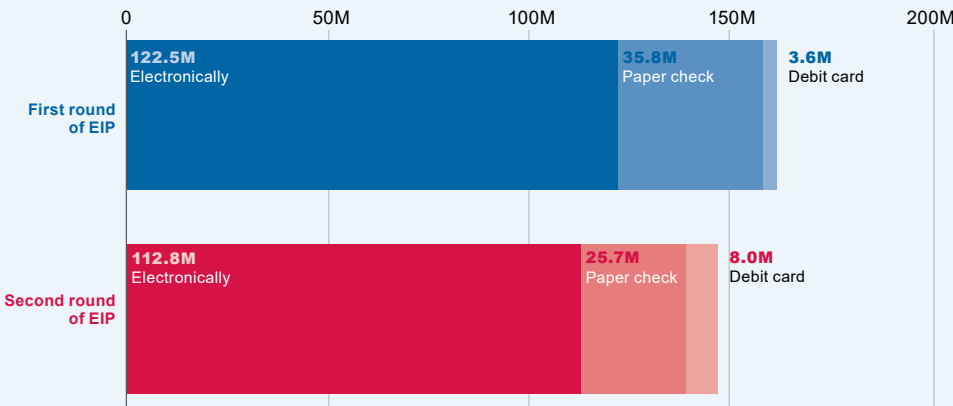 0 50M 100M 150M 200M
First round
of EIP
122.5M
Electronically
35.8M
Paper check
3.6M
Debit card
Second round
of EIP
112.8M
Electronically
25.7M
Paper check
8.0M
Debit card